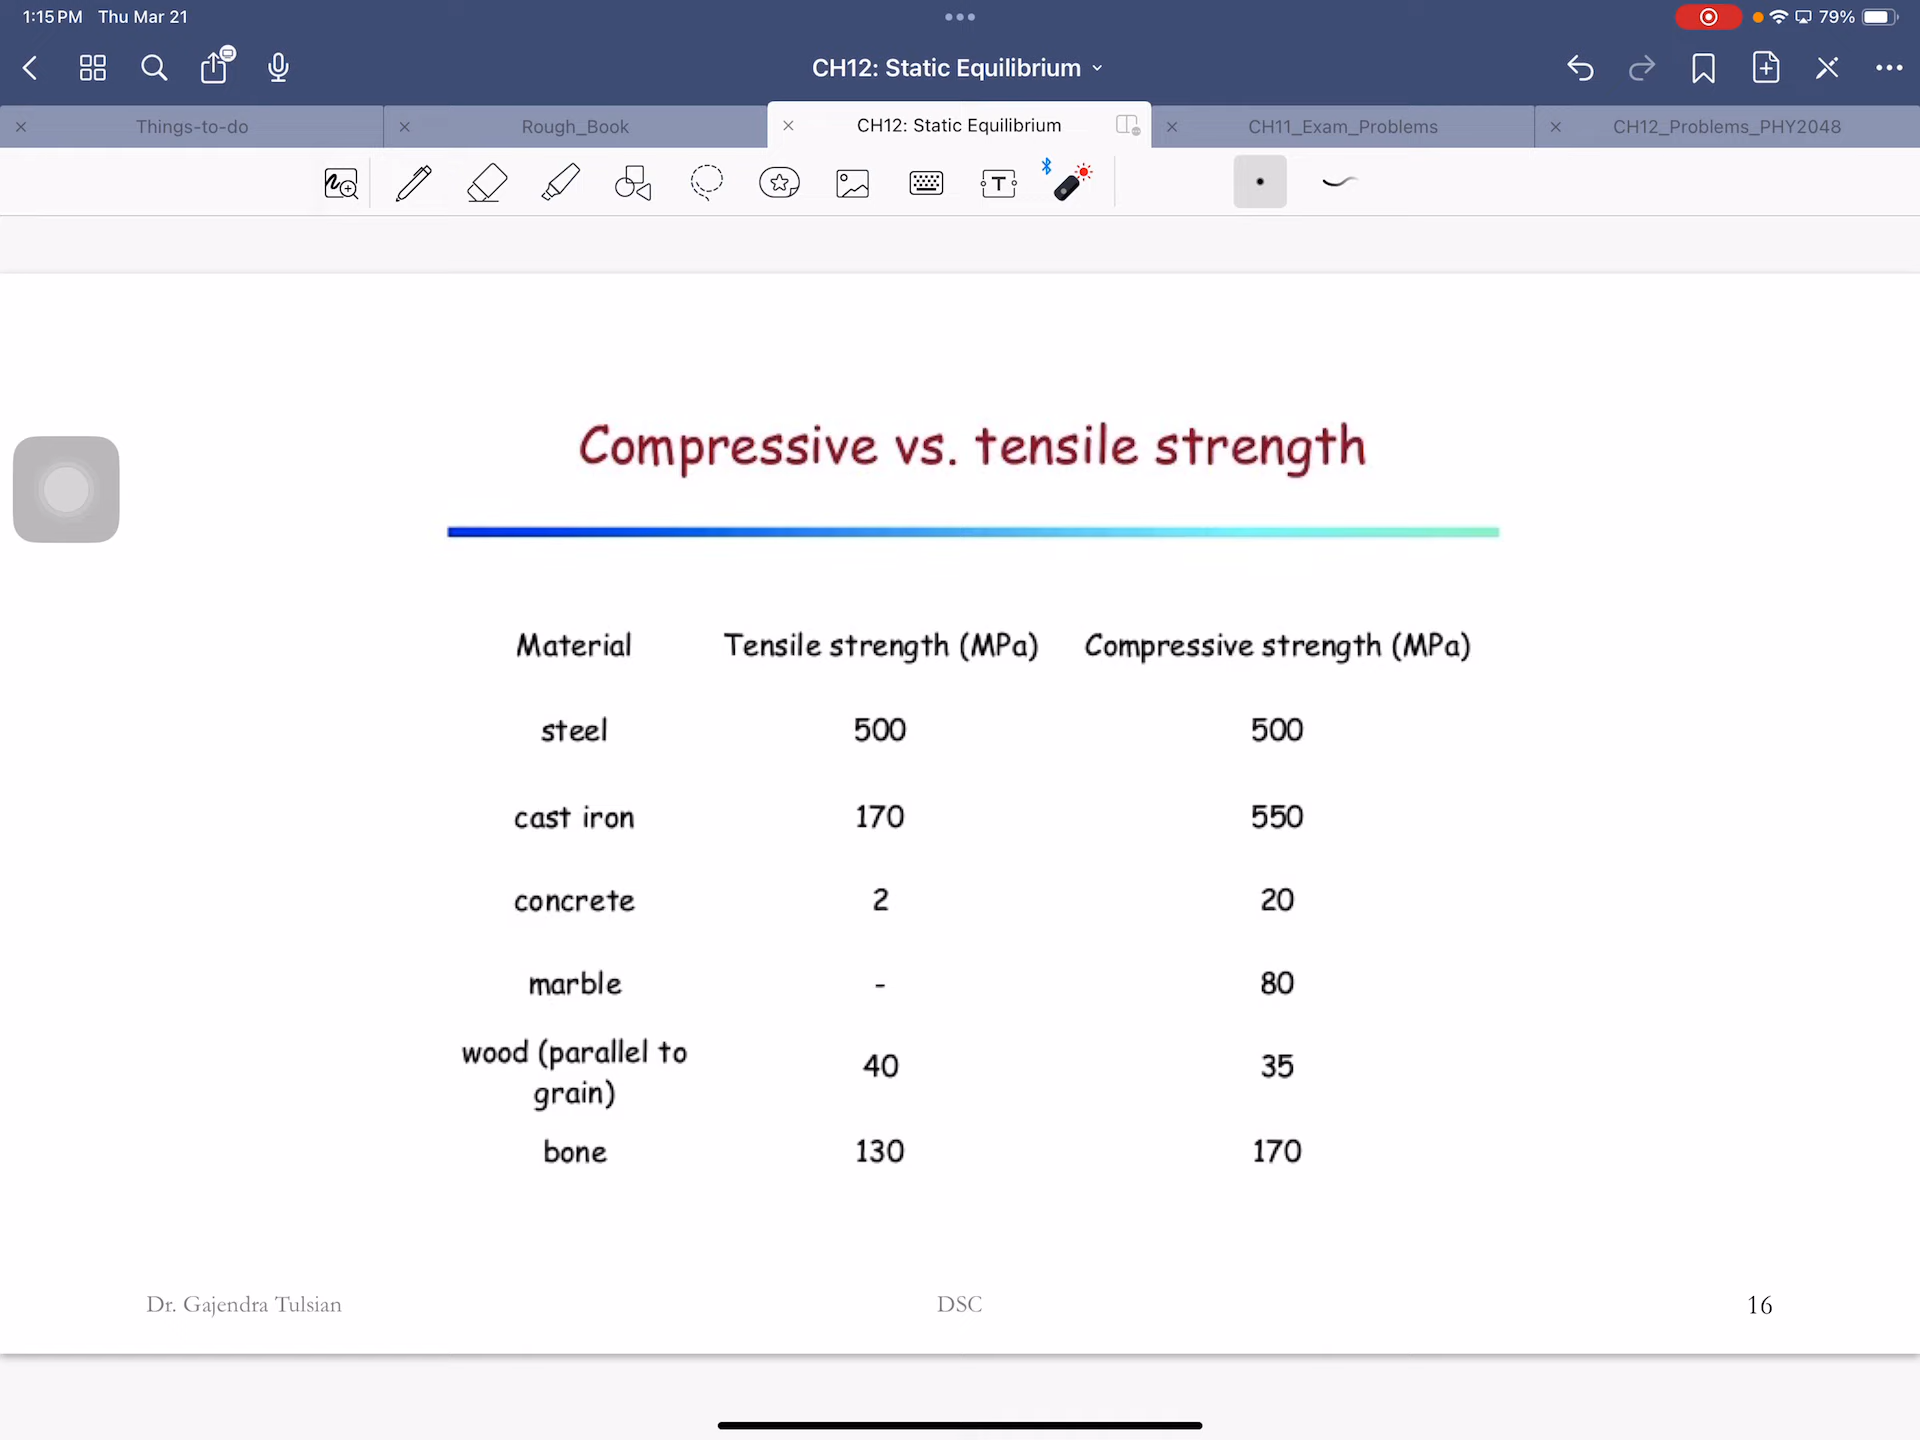 1:15 PM Thu Mar 21
79%
CH12: Static Equilibrium
Things-to-do
Rough_Book
CH12: Static Equilibrium
CH11_Exam_Problems
CH12_Problems_PHY2048
T
Compressive vs. tensile strength
Material Tensile strength (MPa) Compressive strength (MPa)
steel 500 500
cast iron 170 550
concrete 2 20
marble - 80
wood (parallel to
grain) 40 35
bone 130 170
Dr. Gajendra Tulsian DSC 16